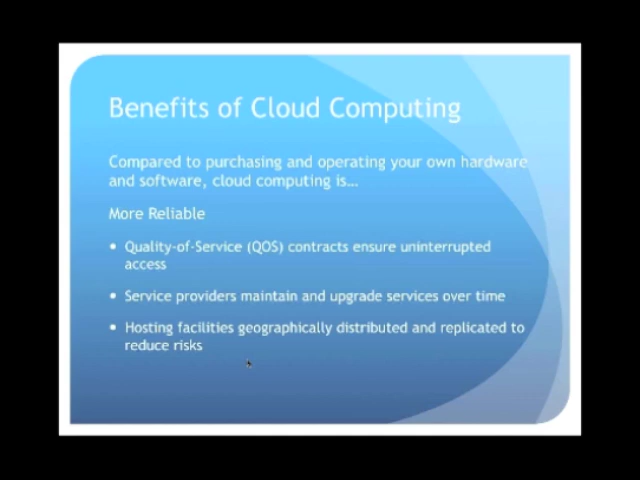 Benefits of Cloud Computing
Compared to purchasing and operating your own hardware
and software, cloud computing is…
More Reliable
• Quality-of-Service (QOS) contracts ensure uninterrupted
access
• Service providers maintain and upgrade services over time
• Hosting facilities geographically distributed and replicated to
reduce risks